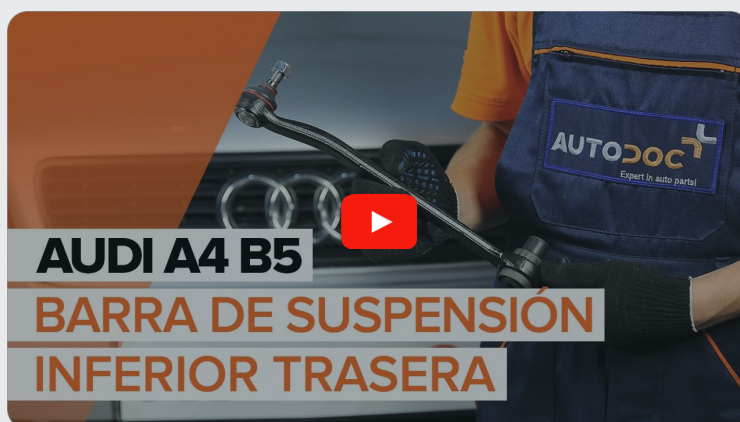 AUTODOC
Expert in auto parts!
AUDI A4 B5
BARRA DE SUSPENSIÓN
INFERIOR TRASERA